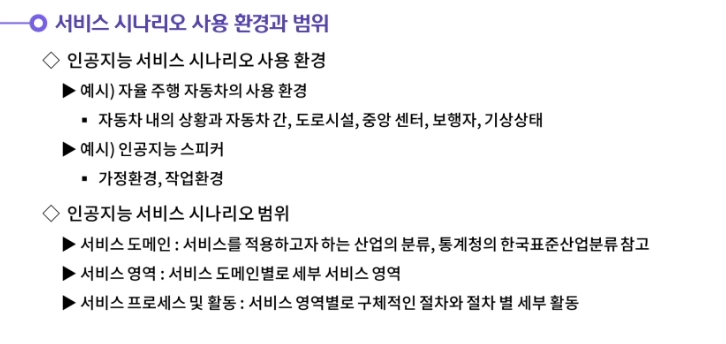 서비스 시나리오 사용 환경과 범위
◇ 인공지능 서비스 시나리오 사용 환경
▶ 예시) 자율 주행 자동차의 사용 환경
▪ 자동차 내의 상황과 자동차 간, 도로시설, 중앙 센터, 보행자, 기상상태
▶ 예시) 인공지능 스피커
▪ 가정환경, 작업환경
◇ 인공지능 서비스 시나리오 범위
▶ 서비스 도메인 : 서비스를 적용하고자 하는 산업의 분류, 통계청의 한국표준산업분류 참고
▶ 서비스 영역 : 서비스 도메인별로 세부 서비스 영역
▶ 서비스 프로세스 및 활동 : 서비스 영역별로 구체적인 절차와 절차 별 세부 활동